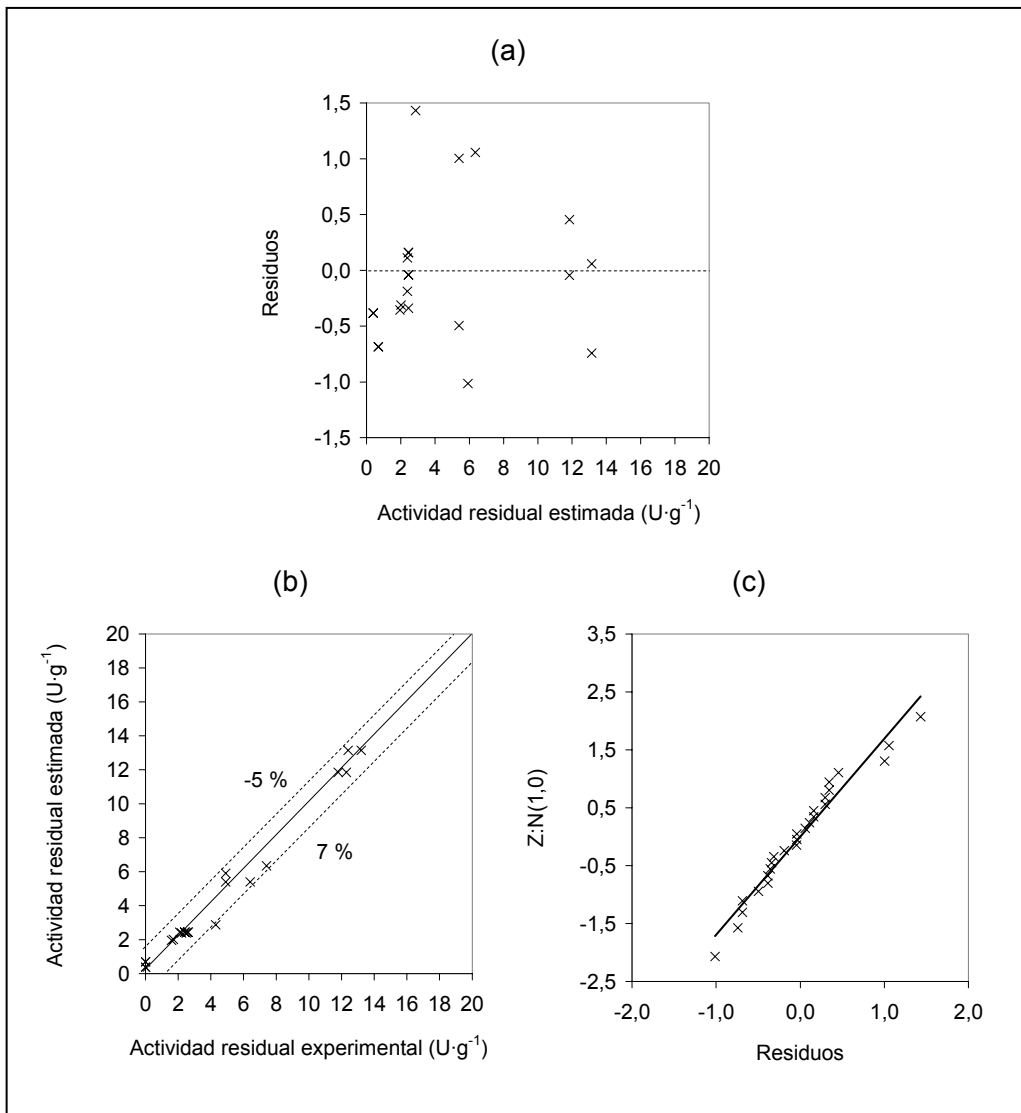 (a)
1,5
1,0
0,5
0,0
-0,5
-1,0
-1,5
Residuos
0 2 4 6 8 10 12 14 16 18 20
Actividad residual estimada (U·g⁻¹)
(b)
20
18
16
14
12
10
8
6
4
2
0
Actividad residual estimada (U·g⁻¹)
-5 %
7 %
0 2 4 6 8 10 12 14 16 18 20
Actividad residual experimental (U·g⁻¹)
(c)
3,5
2,5
1,5
0,5
-0,5
-1,5
-2,5
Z:N(1,0)
-2,0 -1,0 0,0 1,0 2,0
Residuos